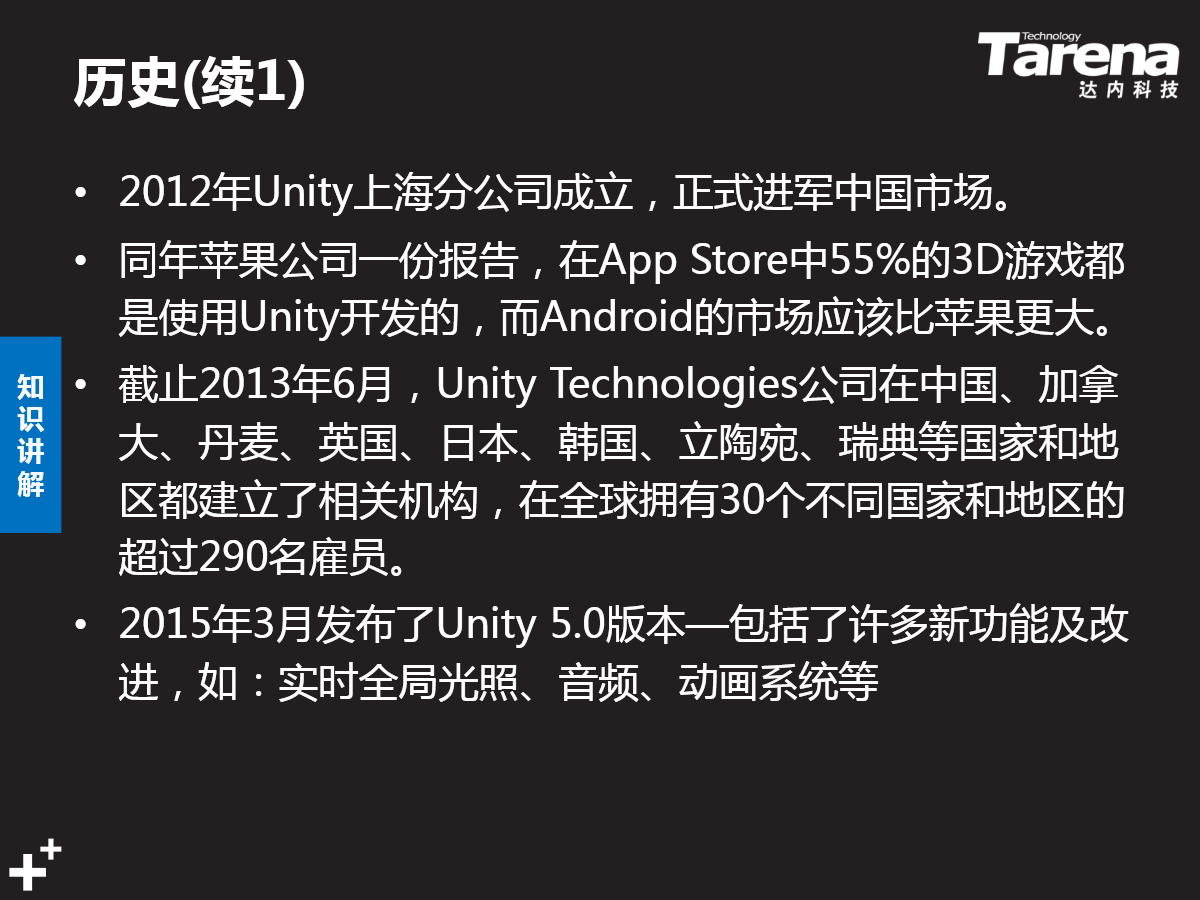 历史(续1)
Technology
Tarena
达内科技
• 2012年Unity上海分公司成立，正式进军中国市场。
• 同年苹果公司一份报告，在App Store中55%的3D游戏都
是使用Unity开发的，而Android的市场应该比苹果更大。
• 截止2013年6月，Unity Technologies公司在中国、加拿
大、丹麦、英国、日本、韩国、立陶宛、瑞典等国家和地
区都建立了相关机构，在全球拥有30个不同国家和地区的
超过290名雇员。
• 2015年3月发布了Unity 5.0版本—包括了许多新功能及改
进，如：实时全局光照、音频、动画系统等
知识讲解